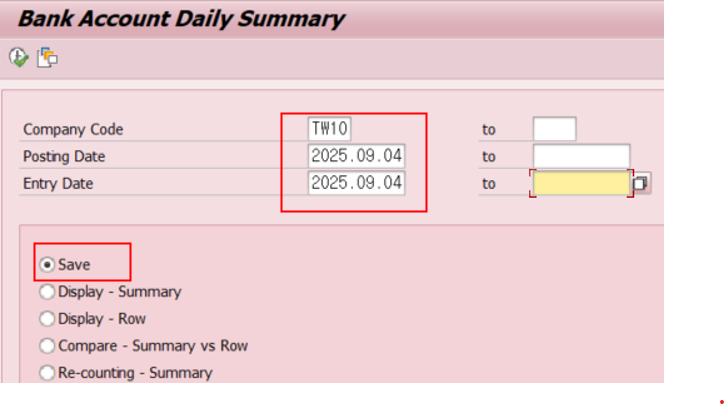 Bank Account Daily Summary
Company Code TW10 to
Posting Date 2025.09.04 to
Entry Date 2025.09.04 to
Save
Display - Summary
Display - Row
Compare - Summary vs Row
Re-counting - Summary